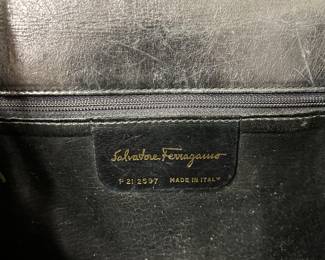 Salvatore Ferragamo
F-21 2597 MADE IN ITALY